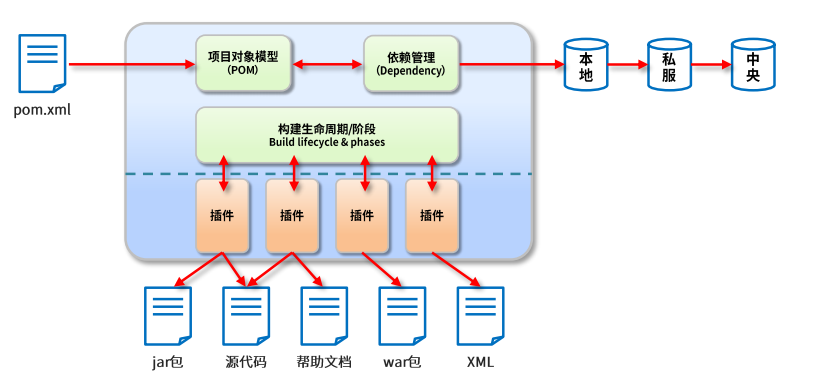 pom.xml
项目对象模型
（POM）
依赖管理
（Dependency）
本
地
私
服
中
央
构建生命周期/阶段
Build lifecycle & phases
插件
插件
插件
插件
jar包
源代码
帮助文档
war包
XML